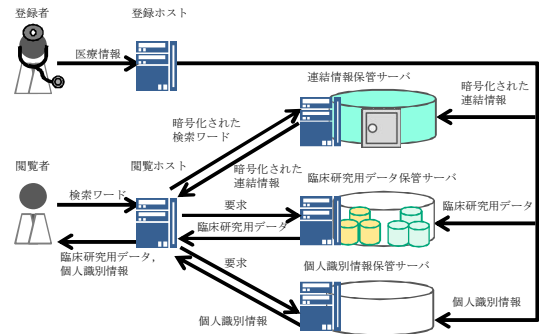 登録者
登録ホスト
医療情報
連結情報保管サーバ
暗号化された
連結情報
暗号化された
検索ワード
閲覧者
閲覧ホスト
暗号化された
連結情報
臨床研究用データ保管サーバ
検索ワード
要求
臨床研究用データ
臨床研究用データ
臨床研究用データ,
個人識別情報
要求
個人識別情報保管サーバ
個人識別情報
個人識別情報